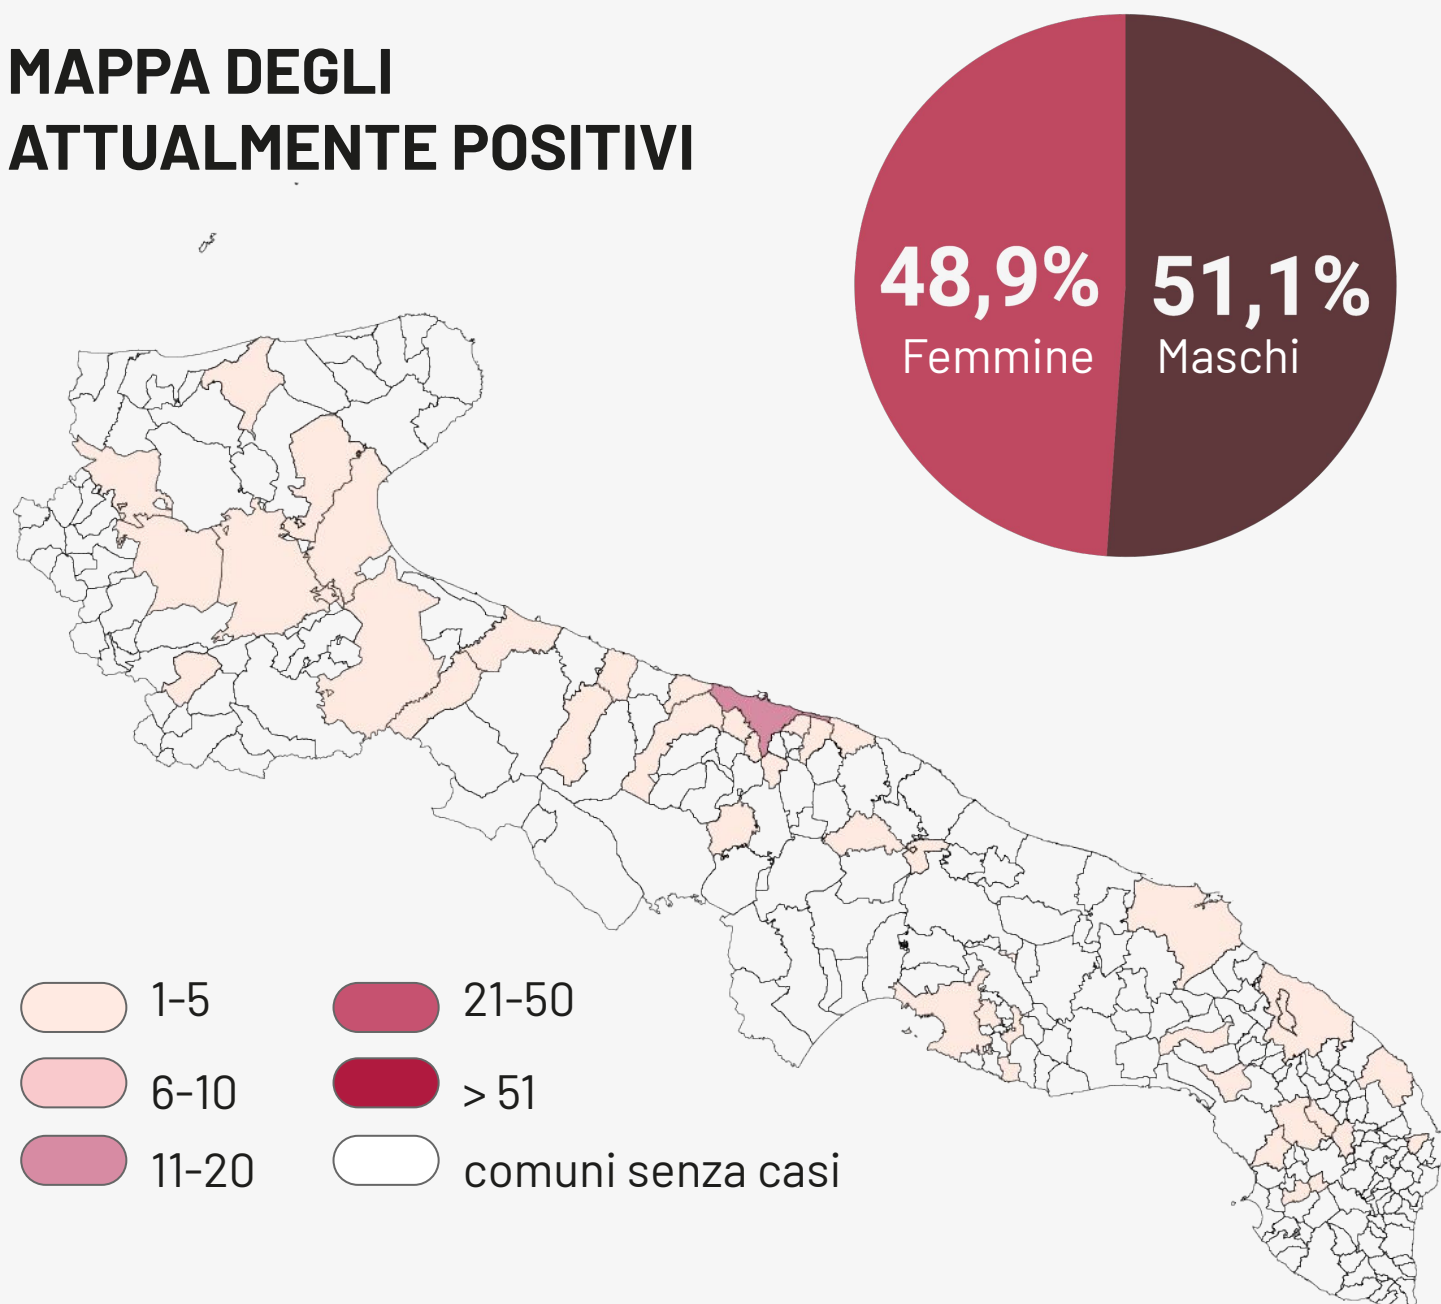 MAPPA DEGLI
ATTUALMENTE POSITIVI
48,9%
Femmine
51,1%
Maschi
1-5
6-10
11-20
21-50
> 51
comuni senza casi